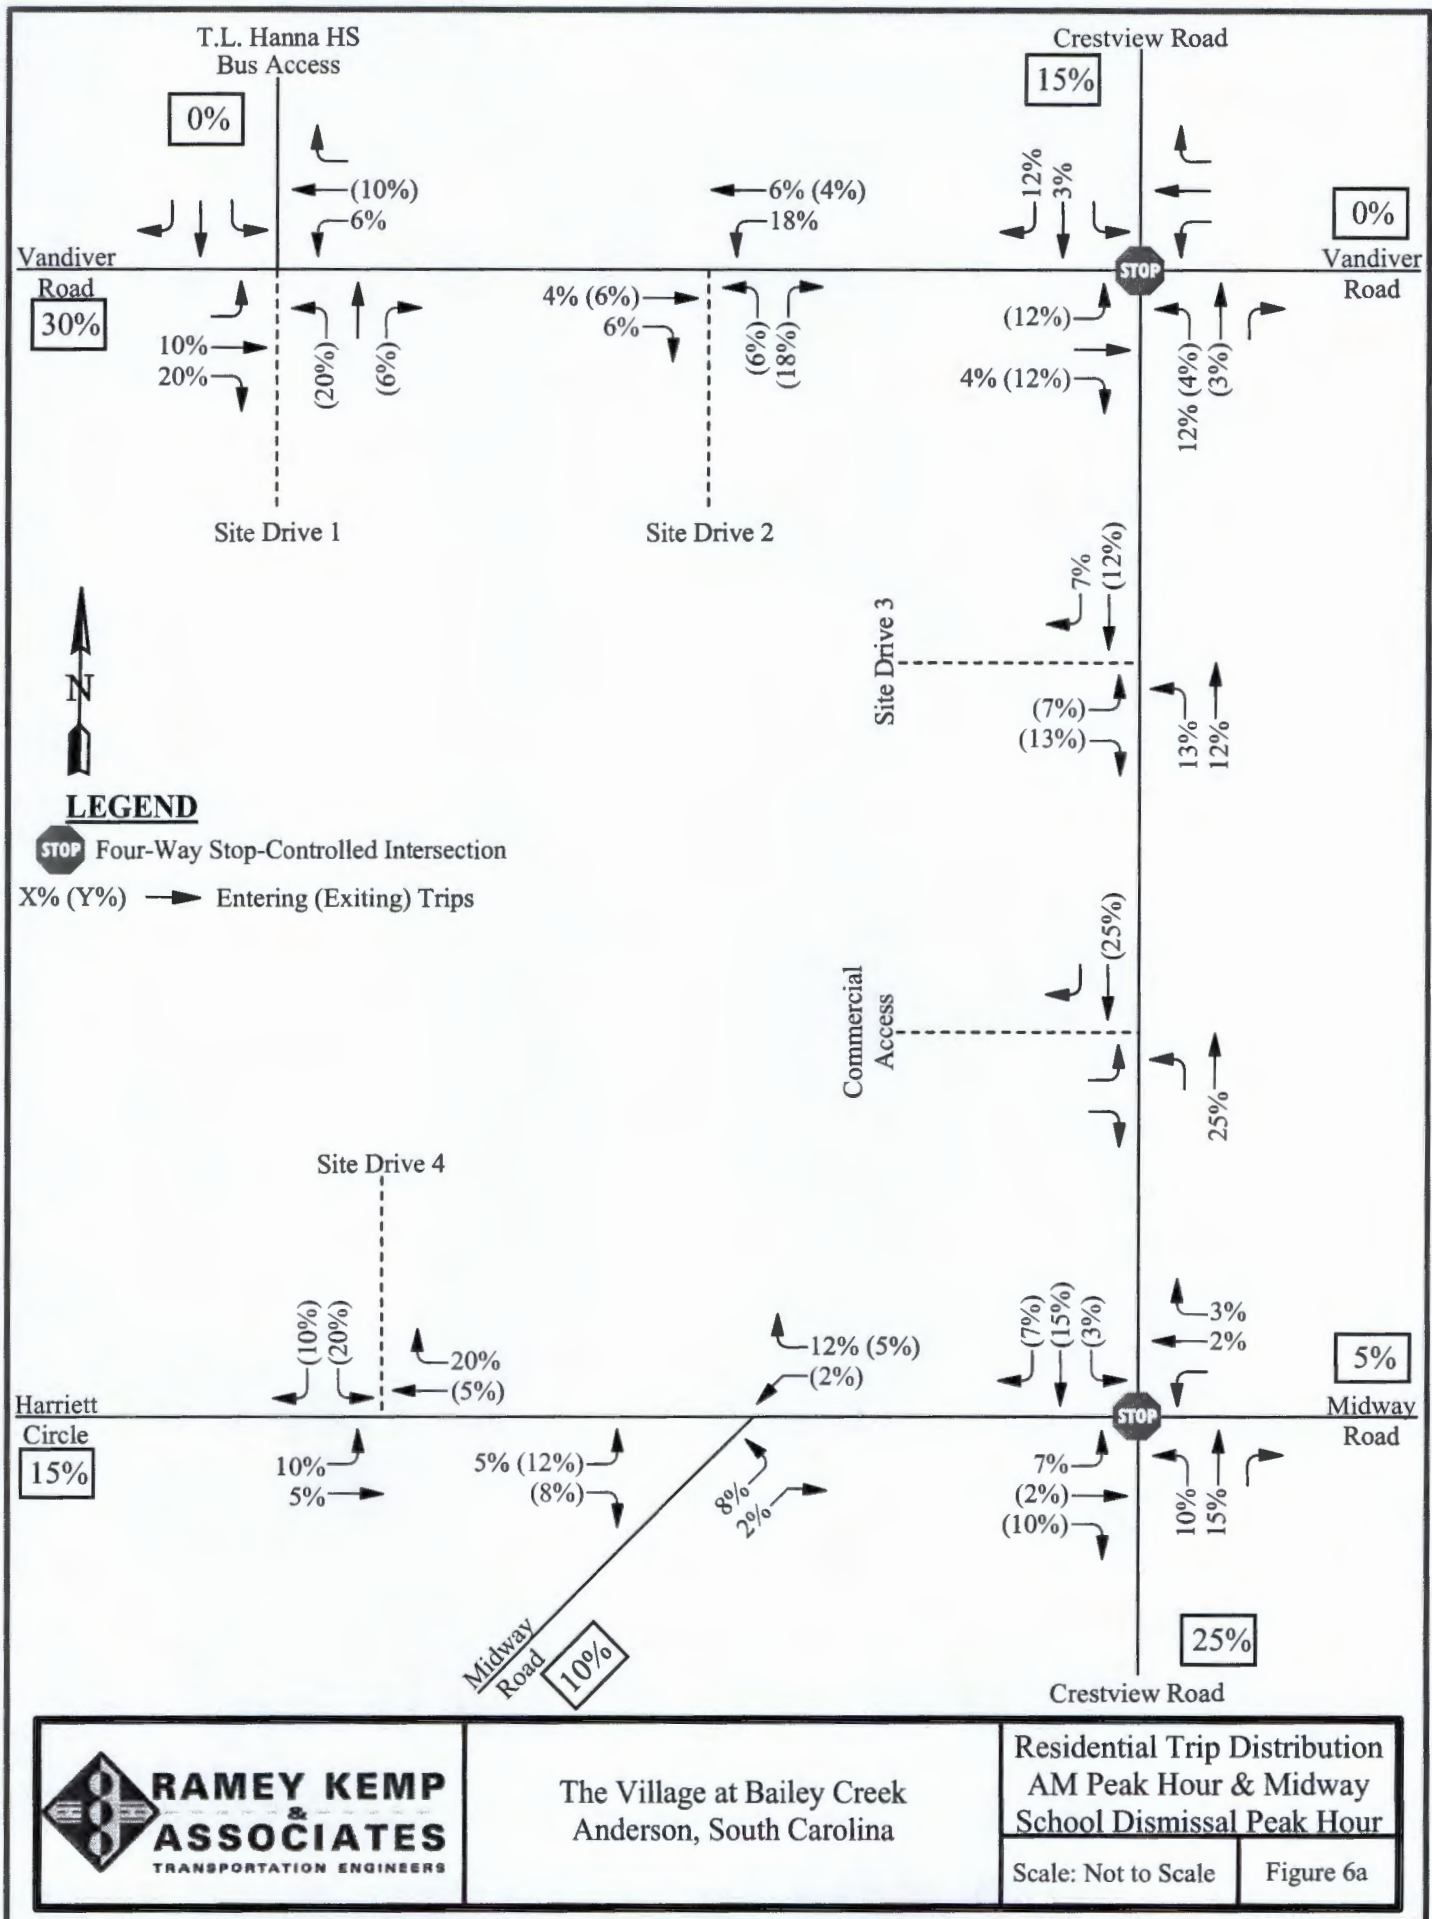 T.L. Hanna HS
Bus Access
0%
(10%)
6%
Vandiver
Road
30%
10%
20%
(20%)
(6%)
Site Drive 1
6% (4%)
18%
4% (6%)
6%
(6%)
(18%)
Site Drive 2
Crestview Road
15%
12%
3%
0%
STOP
Vandiver
Road
(12%)
4% (12%)
12% (4%)
(3%)
7%
(12%)
Site Drive 3
(7%)
(13%)
13%
12%
N
LEGEND
STOP Four-Way Stop-Controlled Intersection
X% (Y%) Entering (Exiting) Trips
(25%)
Commercial
Access
25%
Site Drive 4
(10%)
(20%)
20%
(5%)
Harriett
Circle
15%
10%
5%
5% (12%)
(8%)
12% (5%)
(2%)
8%
2%
Midway
Road
10%
(7%)
(15%)
(3%)
3%
2%
5%
STOP
Midway
Road
7%
(2%)
(10%)
10%
15%
25%
Crestview Road
RAMEY KEMP
&
ASSOCIATES
TRANSPORTATION ENGINEERS
The Village at Bailey Creek
Anderson, South Carolina
Residential Trip Distribution
AM Peak Hour & Midway
School Dismissal Peak Hour
Scale: Not to Scale
Figure 6a